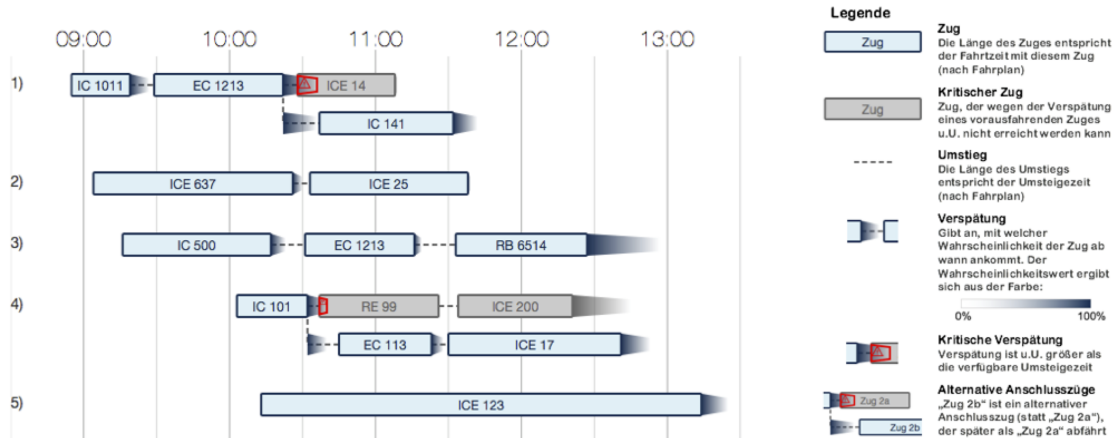 09:00 10:00 11:00 12:00 13:00
1) IC 1011 EC 1213 ICE 14
IC 141
2) ICE 637 ICE 25
3) IC 500 EC 1213 RB 6514
4) IC 101 RE 99 ICE 200
EC 113 ICE 17
5) ICE 123
Legende
Zug
Zug
Die Länge des Zuges entspricht
der Fahrtzeit mit diesem Zug
(nach Fahrplan)
Zug
Kritischer Zug
Zug, der wegen der Verspätung
eines vorausfahrenden Zuges
u.U. nicht erreicht werden kann
Umstieg
Die Länge des Umstiegs
entspricht der Umsteigezeit
(nach Fahrplan)
Verspätung
Gibt an, mit welcher
Wahrscheinlichkeit der Zug ab
wann ankommt. Der
Wahrscheinlichkeitswert ergibt
sich aus der Farbe:
0% 100%
Kritische Verspätung
Verspätung ist u.U. größer als
die verfügbare Umsteigezeit
Alternative Anschlusszüge
Zug 2a
Zug 2b
„Zug 2b“ ist ein alternativer
Anschlusszug (statt „Zug 2a“),
der später als „Zug 2a“ abfährt